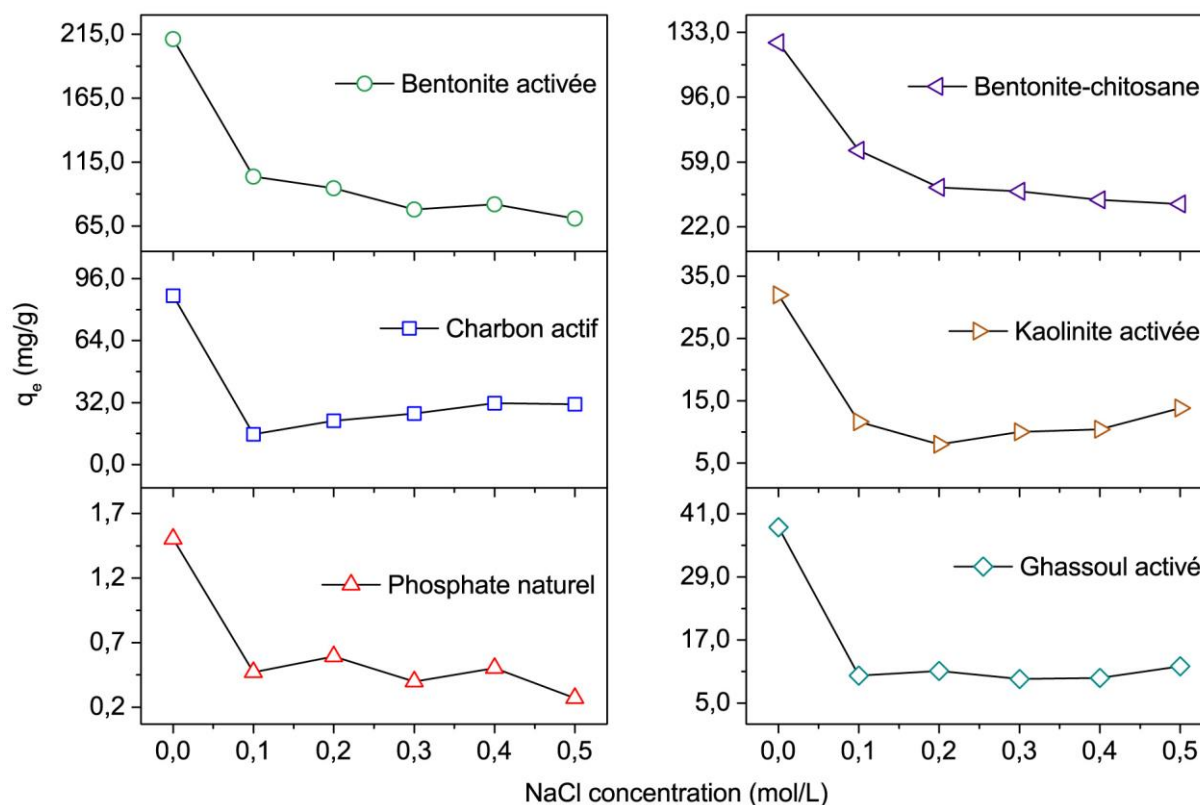 215,0
165,0
115,0
65,0
Bentonite activée
133,0
96,0
59,0
22,0
Bentonite-chitosane
96,0
64,0
32,0
0,0
Charbon actif
35,0
25,0
15,0
5,0
Kaolinite activée
1,7
1,2
0,7
0,2
Phosphate naturel
41,0
29,0
17,0
5,0
Ghassoul activé
qe (mg/g)
0,0 0,1 0,2 0,3 0,4 0,5
0,0 0,1 0,2 0,3 0,4 0,5
NaCl concentration (mol/L)